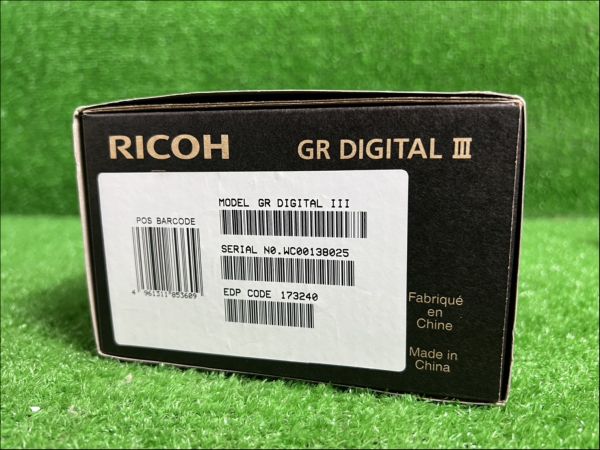 RICOH
GR DIGITAL III
POS BARCODE
4 961311 853609
MODEL GR DIGITAL III
SERIAL NO.WC00138025
EDP CODE 173240
Fabriqué
en
Chine
Made in
China